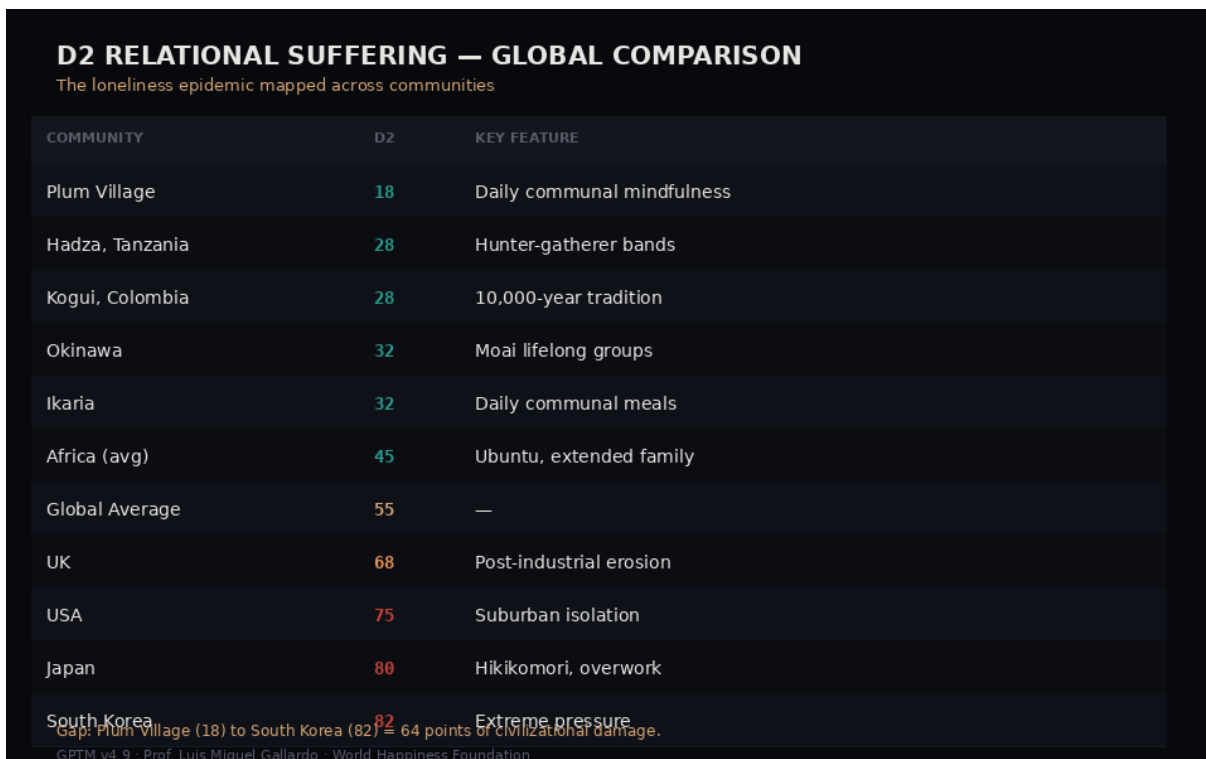 D2 RELATIONAL SUFFERING — GLOBAL COMPARISON
The loneliness epidemic mapped across communities
COMMUNITY D2 KEY FEATURE
Plum Village 18 Daily communal mindfulness
Hadza, Tanzania 28 Hunter-gatherer bands
Kogui, Colombia 28 10,000-year tradition
Okinawa 32 Moai lifelong groups
Ikaria 32 Daily communal meals
Africa (avg) 45 Ubuntu, extended family
Global Average 55 —
UK 68 Post-industrial erosion
USA 75 Suburban isolation
Japan 80 Hikikomori, overwork
South Korea 82 Extreme pressure
Gap: Plum Village (18) to South Korea (82) = 64 points of civilizational damage.
GPTM v4.9 · Prof. Luis Miguel Gallardo · World Happiness Foundation